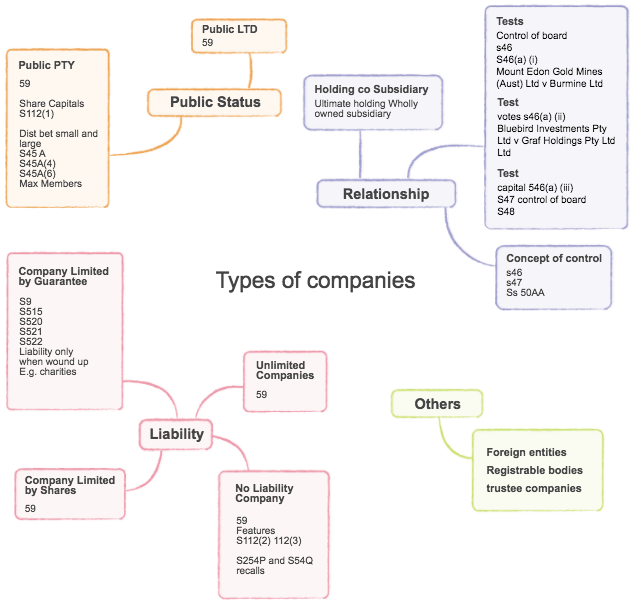 Types of companies
Public Status
Public LTD
59
Public PTY
59
Share Capitals
S112(1)
Dist bet small and
large
S45 A
S45A(4)
S45A(6)
Max Members
Relationship
Holding co Subsidiary
Ultimate holding Wholly
owned subsidiary
Tests
Control of board
s46
S46(a) (i)
Mount Edon Gold Mines
(Aust) Ltd v Burmine Ltd
Test
votes s46(a) (ii)
Bluebird Investments Pty
Ltd v Graf Holdings Pty Ltd
Ltd
Test
capital 546(a) (iii)
S47 control of board
S48
Concept of control
s46
s47
Ss 50AA
Liability
Company Limited
by Guarantee
S9
S515
S520
S521
S522
Liability only
when wound up
E.g. charities
Unlimited
Companies
59
Company Limited
by Shares
59
No Liability
Company
59
Features
S112(2) 112(3)
S254P and S54Q
recalls
Others
Foreign entities
Registrable bodies
trustee companies